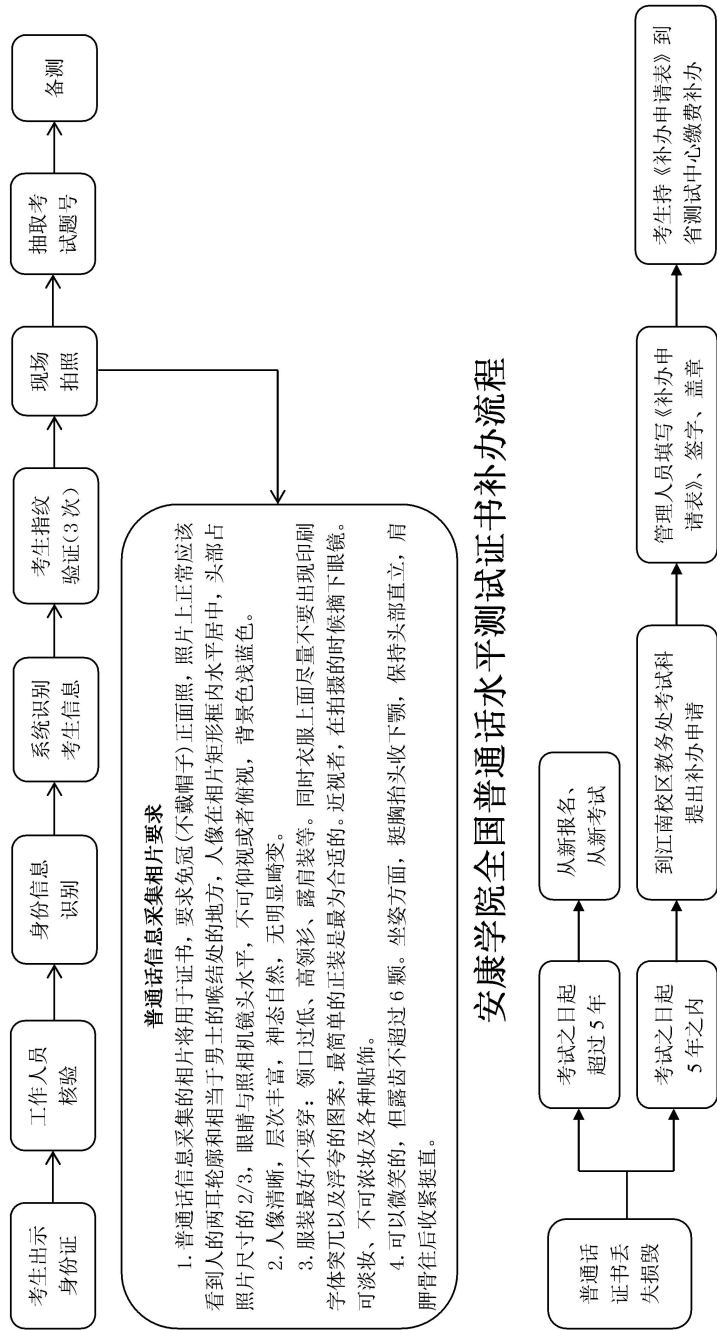 考生出示
身份证
工作人员
核验
身份信息
识别
系统识别
考生信息
考生指纹
验证(3次)
现场
拍照
抽取考
试题号
备测
普通话信息采集相片要求
1. 普通话信息采集的相片将用于证书，要求免冠(不戴帽子)正面照，照片上正常应该
看到人的两耳轮廓和相当于男士的喉结处的地方，人像在相片矩形框内水平居中，头部占
照片尺寸的 2/3，眼睛与照相机镜头水平，不可仰视或者俯视，背景色浅蓝色。
2. 人像清晰，层次丰富，神态自然，无明显畸变。
3. 服装最好不要穿：领口过低、高领衫、露肩装等。同时衣服上面尽量不要出现印刷
字体突兀以及浮夸的图案，最简单的正装是最为合适的。近视者，在拍摄的时候摘下眼镜。
可淡妆、不可浓妆及各种贴饰。
4. 可以微笑的，但露齿不超过 6 颗。坐姿方面，挺胸抬头收下颚，保持头部直立，肩
胛骨往后收紧挺直。
安康学院全国普通话水平测试证书补办流程
普通话
证书丢
失损毁
考试之日起
超过 5 年
从新报名、
从新考试
考试之日起
5 年之内
到江南校区教务处考试科
提出补办申请
管理人员填写《补办申
请表》、签字、盖章
考生持《补办申请表》到
省测试中心缴费补办